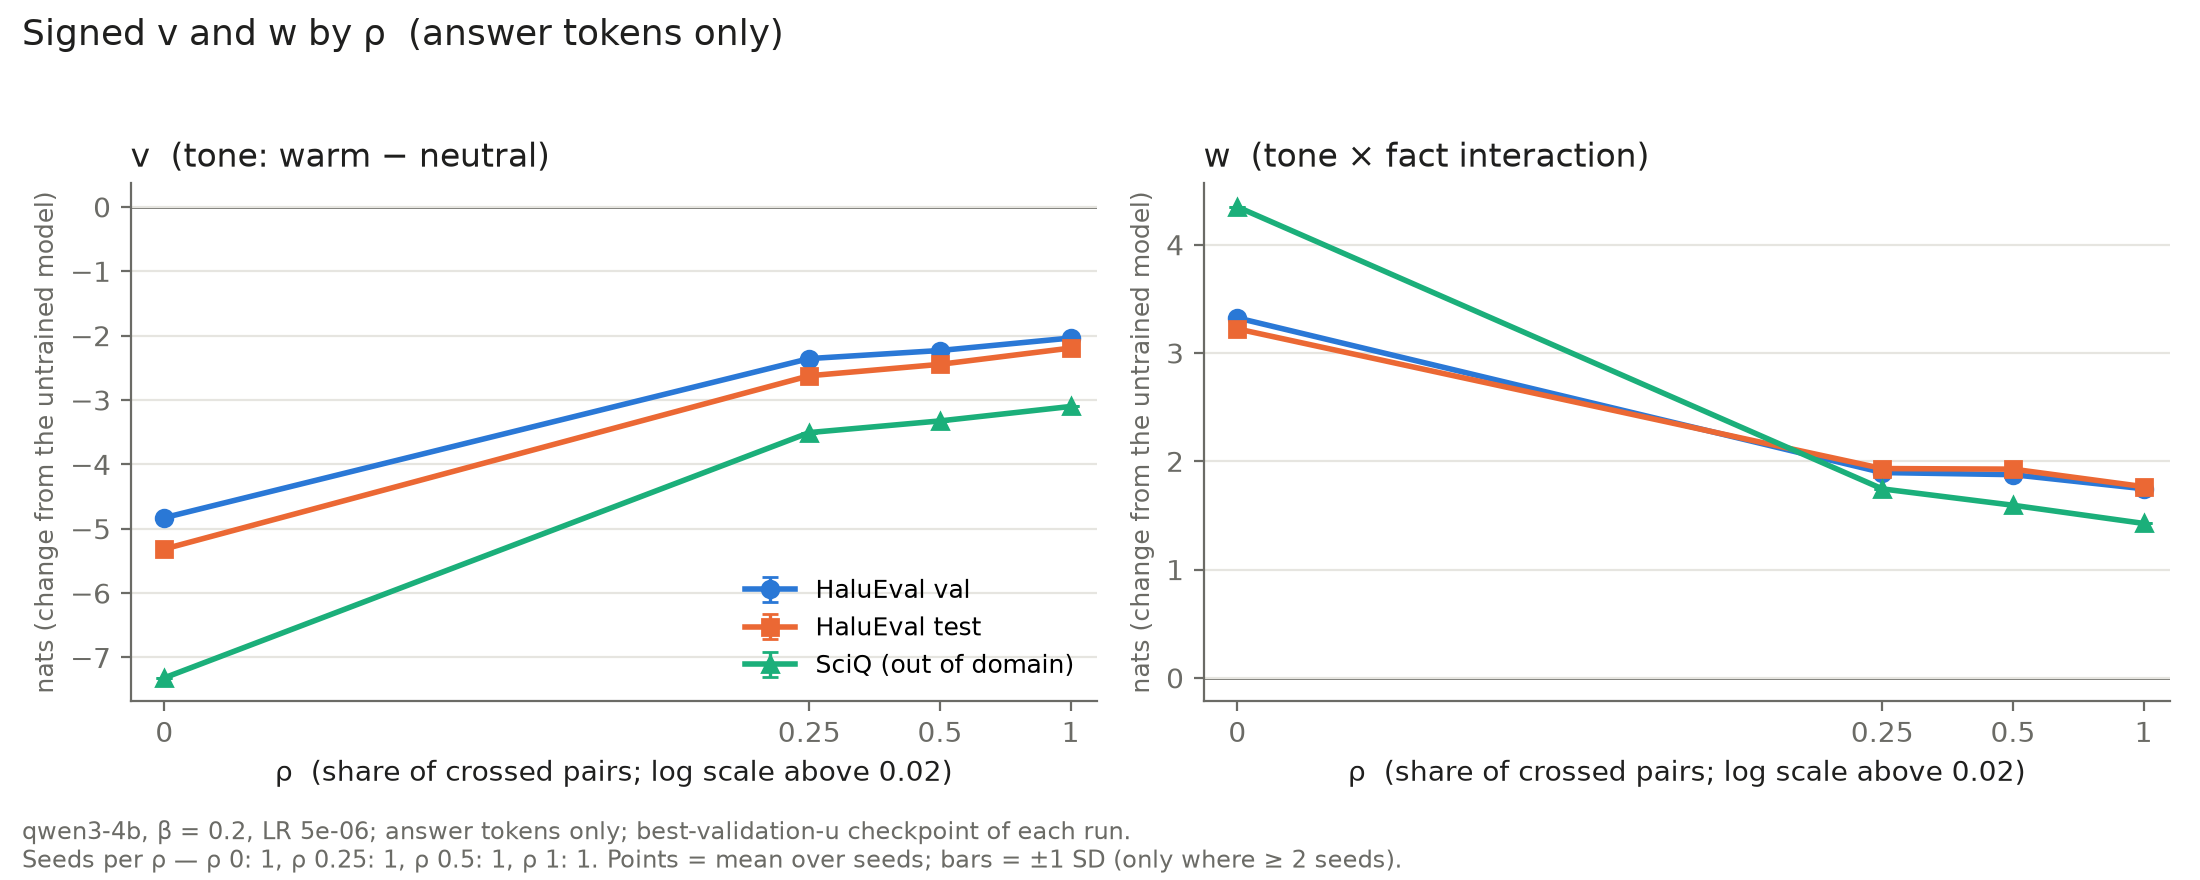 Signed v and w by ρ  (answer tokens only)
v  (tone: warm − neutral)
nats (change from the untrained model)
0
−1
−2
−3
−4
−5
−6
−7
HaluEval val
HaluEval test
SciQ (out of domain)
0
0.25
0.5
1
ρ  (share of crossed pairs; log scale above 0.02)
w  (tone × fact interaction)
nats (change from the untrained model)
4
3
2
1
0
0
0.25
0.5
1
ρ  (share of crossed pairs; log scale above 0.02)
qwen3-4b, β = 0.2, LR 5e-06; answer tokens only; best-validation-u checkpoint of each run.
Seeds per ρ — ρ 0: 1, ρ 0.25: 1, ρ 0.5: 1, ρ 1: 1. Points = mean over seeds; bars = ±1 SD (only where ≥ 2 seeds).